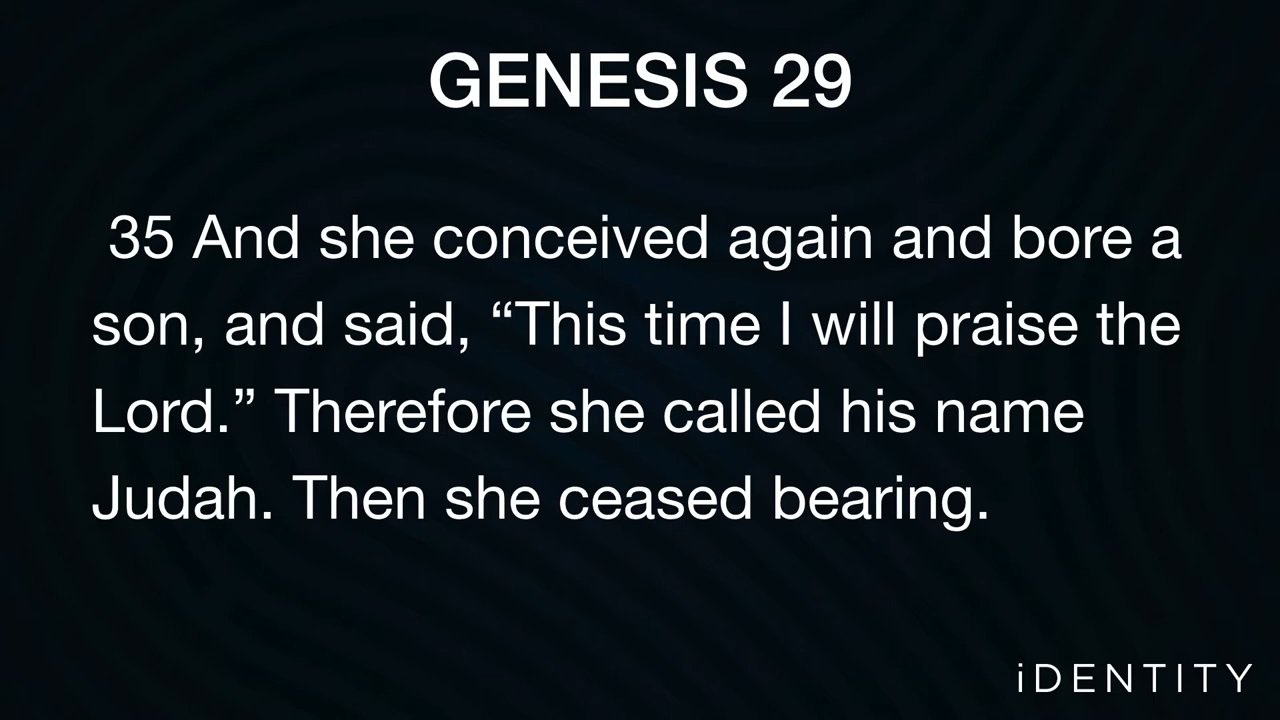 GENESIS 29
35 And she conceived again and bore a
son, and said, “This time I will praise the
Lord.” Therefore she called his name
Judah. Then she ceased bearing.
iDENTITY